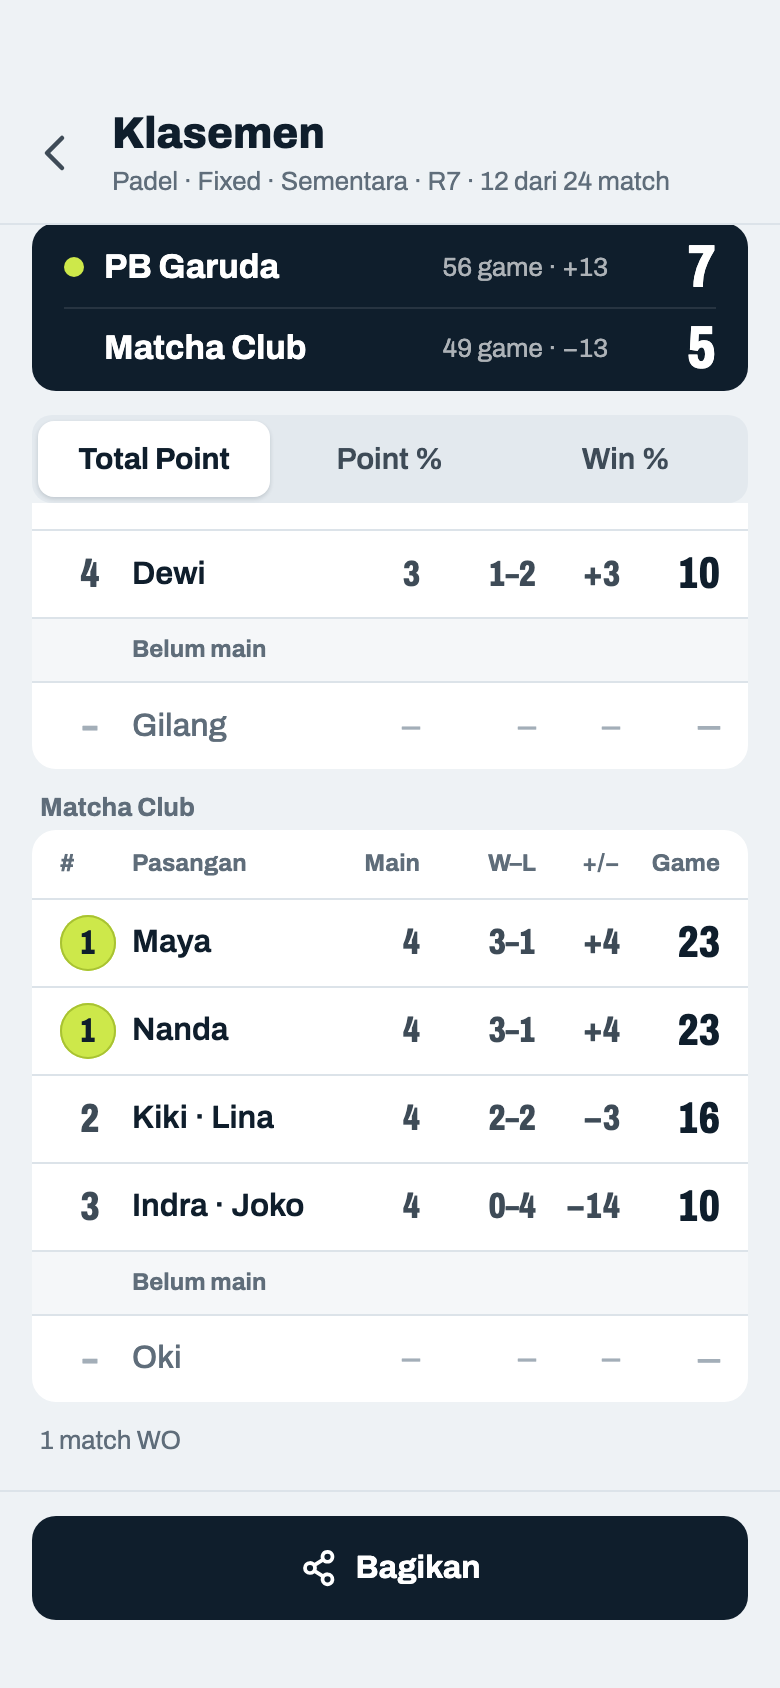 Klasemen
Padel · Fixed · Sementara · R7 · 12 dari 24 match
PB Garuda 56 game · +13 7
Matcha Club 49 game · −13 5
Total Point Point % Win %
4 Dewi 3 1–2 +3 10
Belum main
– Gilang – – – –
Matcha Club
# Pasangan Main W–L +/− Game
1 Maya 4 3–1 +4 23
1 Nanda 4 3–1 +4 23
2 Kiki · Lina 4 2–2 −3 16
3 Indra · Joko 4 0–4 −14 10
Belum main
– Oki – – – –
1 match WO
Bagikan